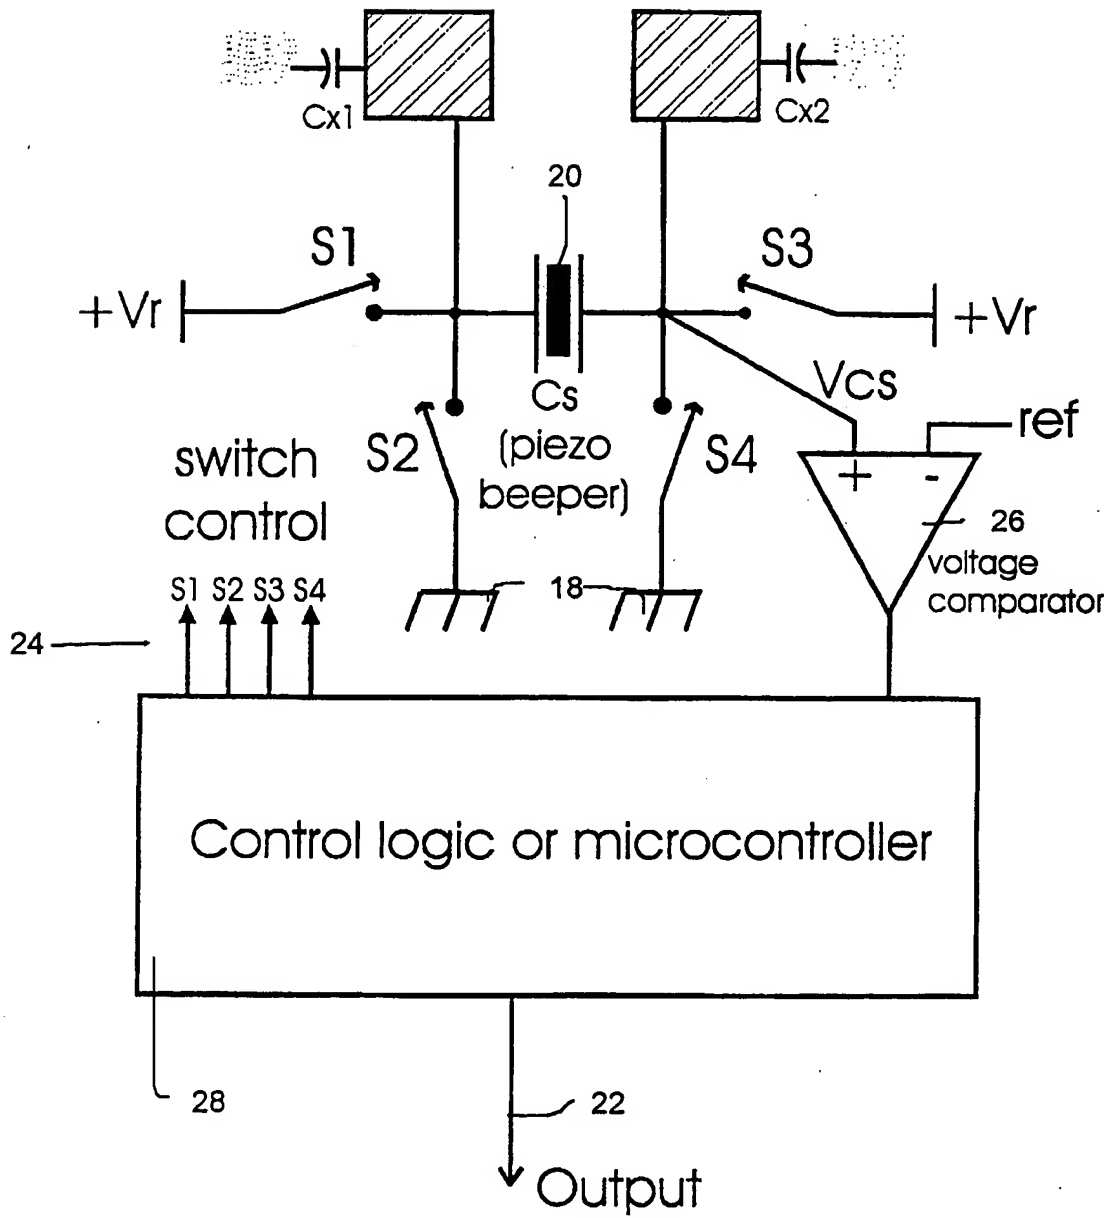 Cx1
Cx2
20
S1
S3
+Vr
+Vr
Cs
(piezo
beeper)
Vcs
ref
S2
S4
+ -
switch
control
26
voltage
comparator
S1 S2 S3 S4
18
24
Control logic or microcontroller
28
22
Output